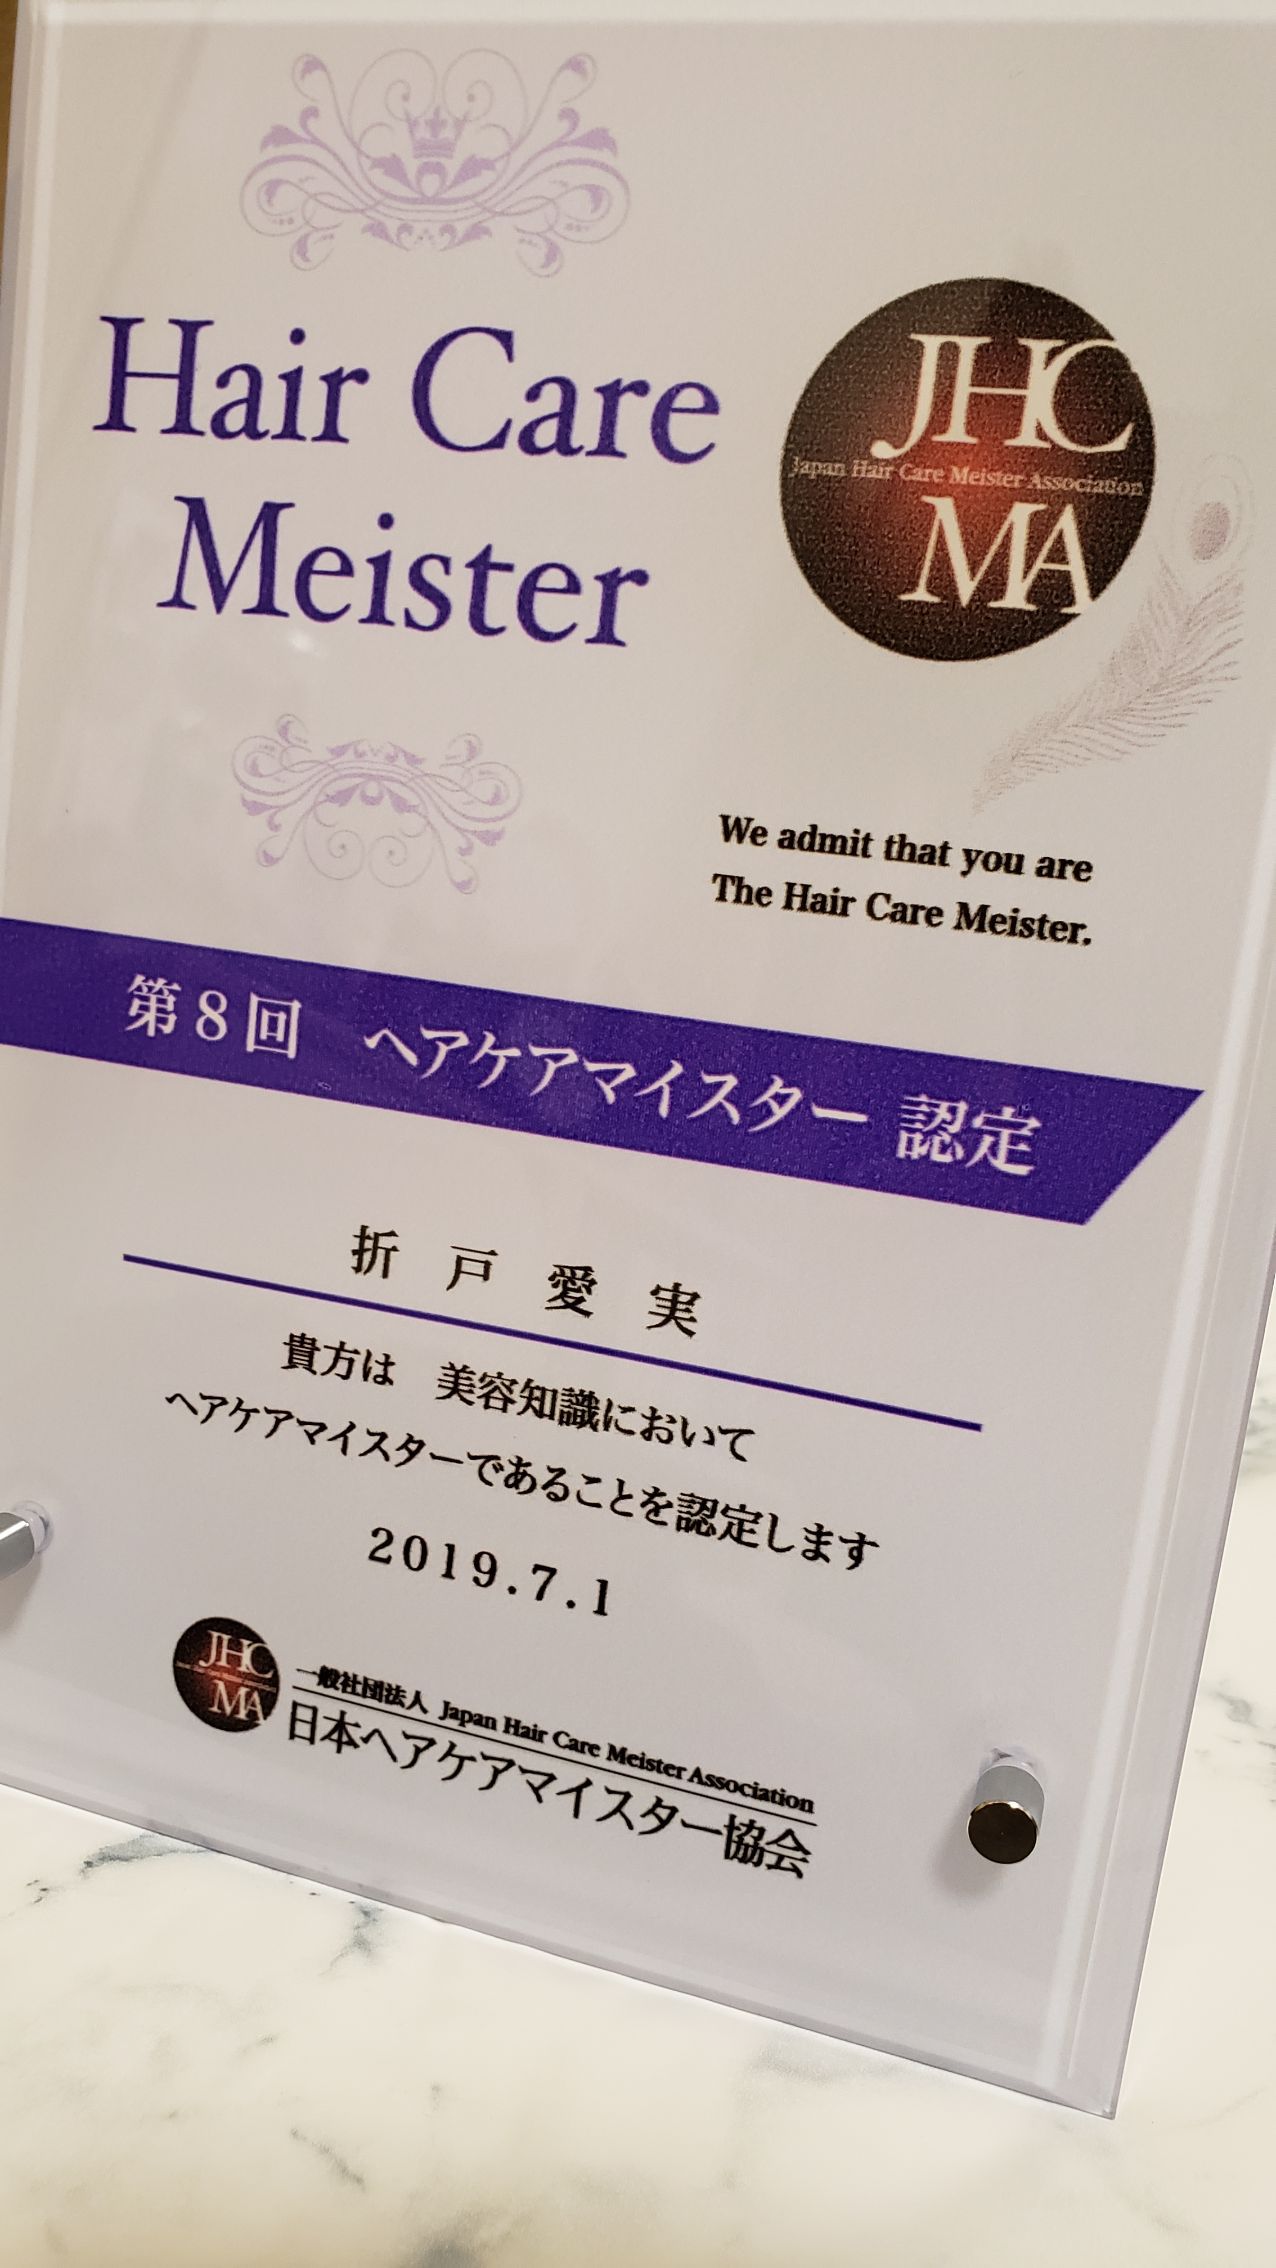 Hair Care
Meister
JHC
Japan Hair Care Meister Association
MA
We admit that you are
The Hair Care Meister.
第8回　ヘアケアマイスター 認定
折 戸 愛 実
貴方は　美容知識において
ヘアケアマイスターであることを認定します
2019.7.1
JHC
MA
一般社団法人 Japan Hair Care Meister Association
日本ヘアケアマイスター協会